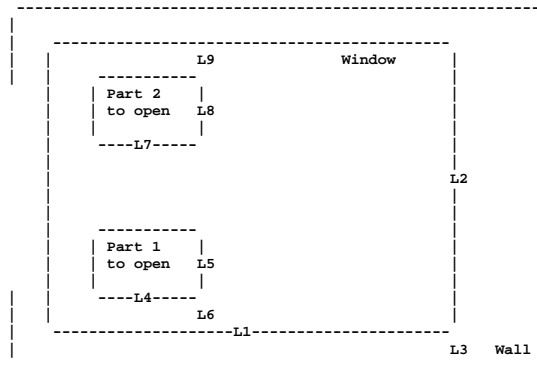 L9 Window
Part 2
to open L8
L7
L2
Part 1
to open L5
L4
L6
L1
L3 Wall